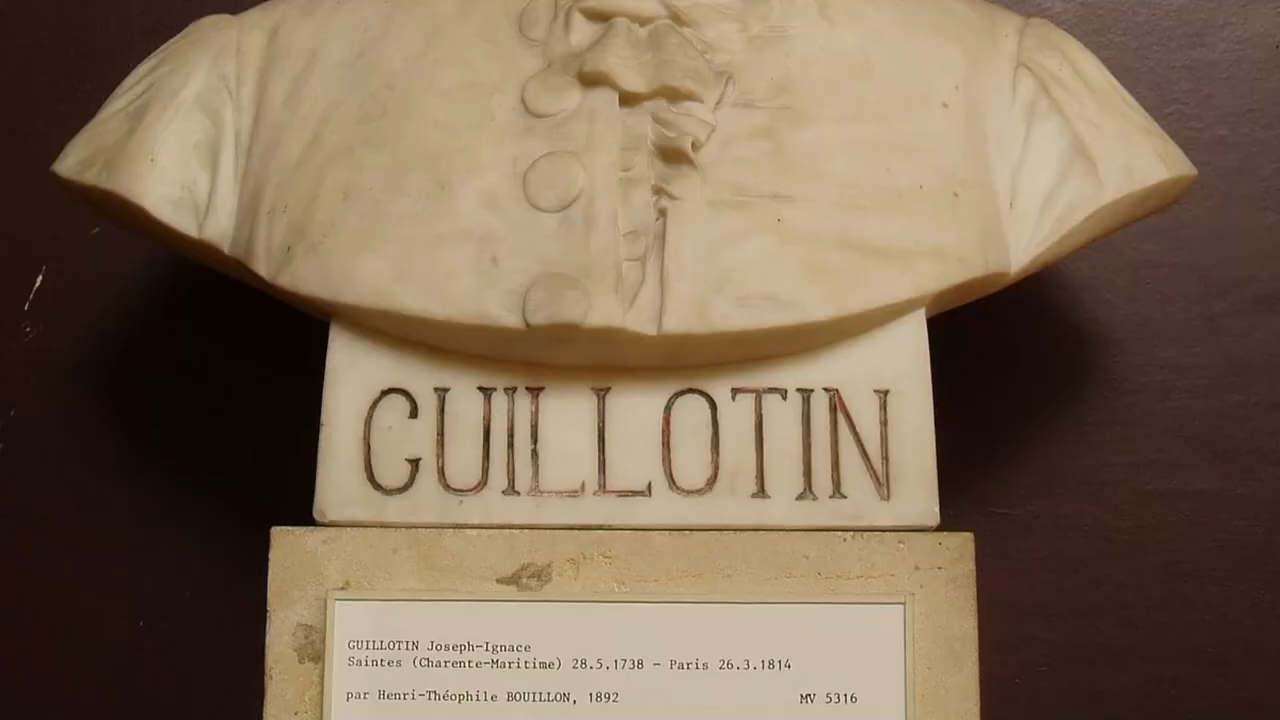 GUILLOTIN
GUILLOTIN Joseph-Ignace
Saintes (Charente-Maritime) 28.5.1738 - Paris 26.3.1814
par Henri-Théophile BOUILLON, 1892 MV 5316